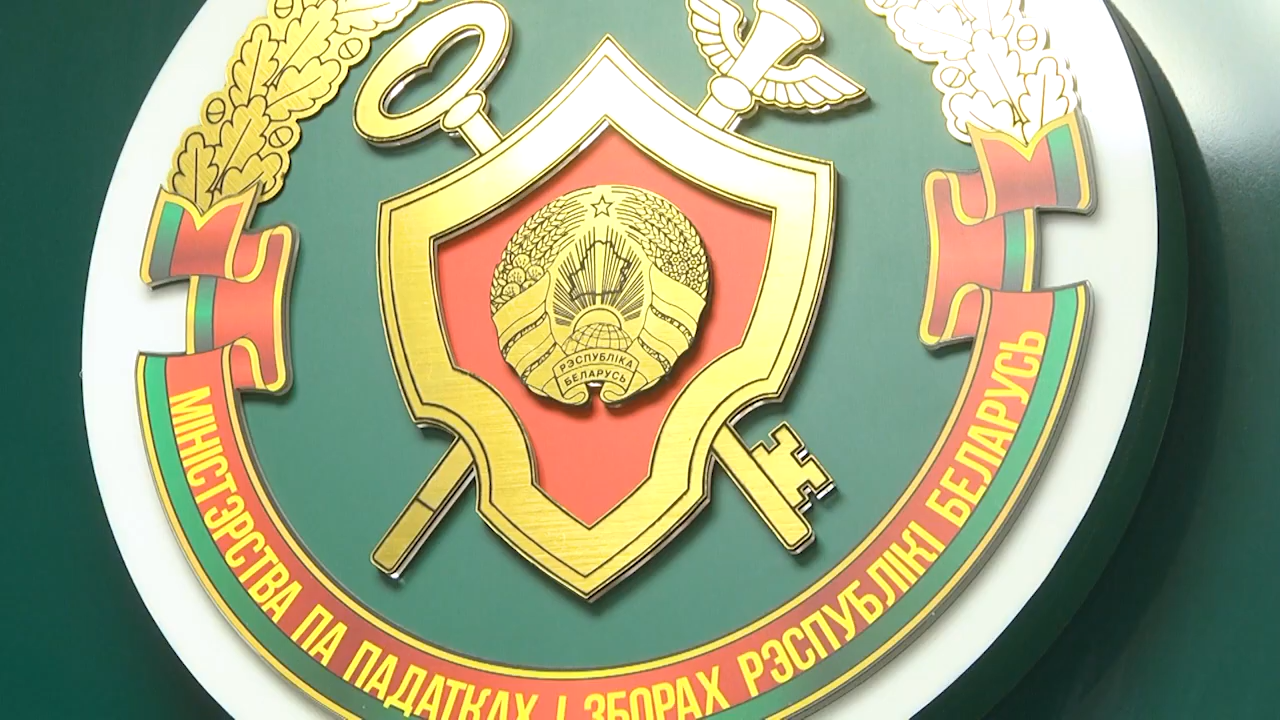 РЭСПУБЛІКА
БЕЛАРУСЬ
МІНІСТЭРСТВА ПА ПАДАТКАХ І ЗБОРАХ РЭСПУБЛІКІ БЕЛАРУСЬ